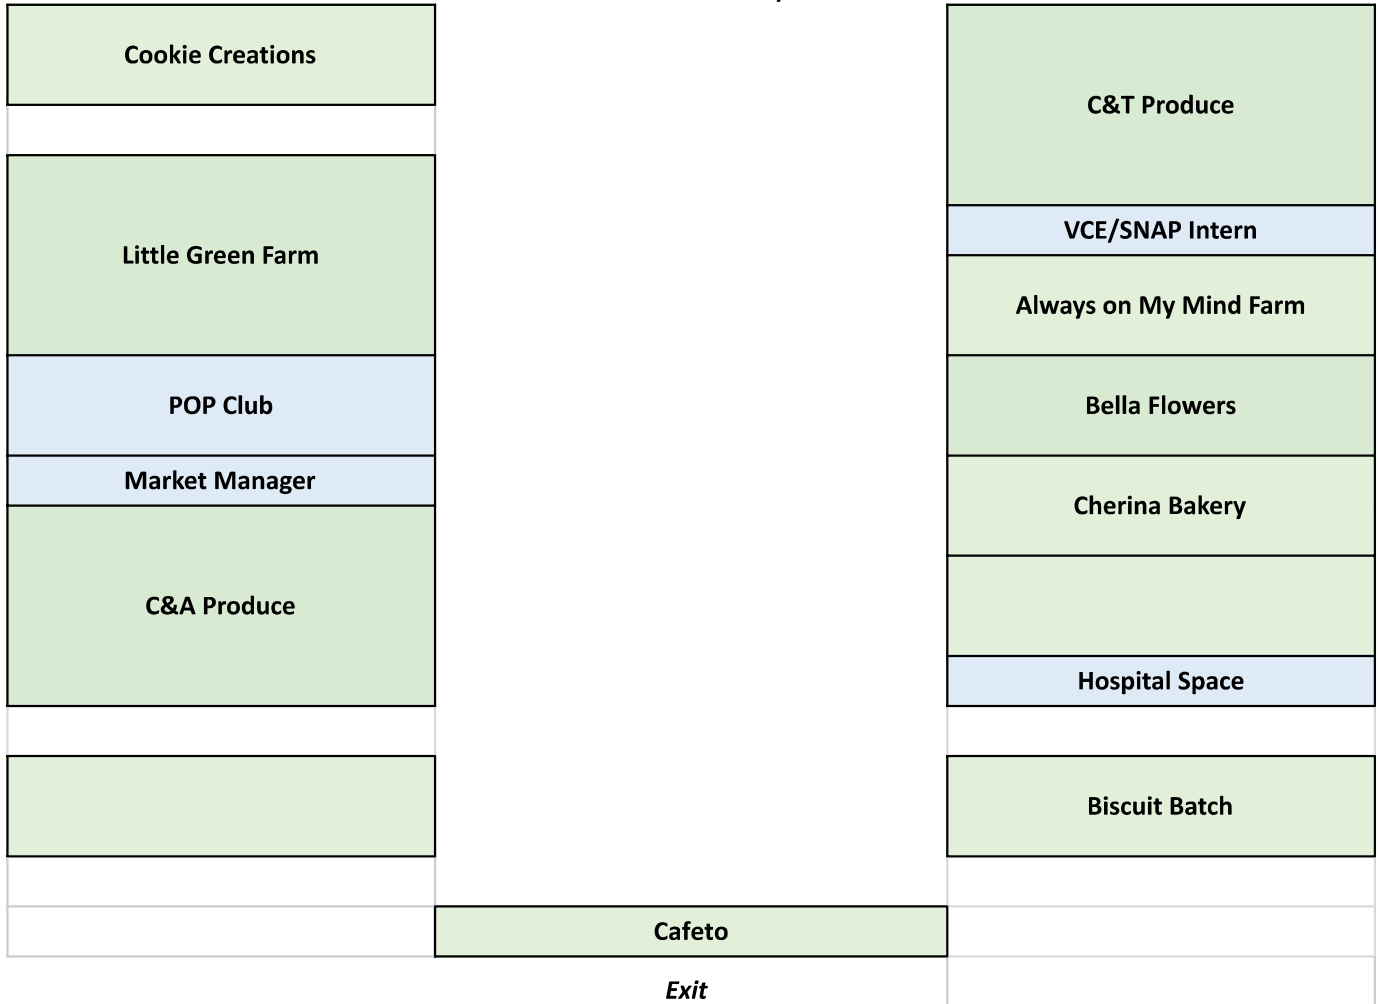 Cookie Creations
C&T Produce
VCE/SNAP Intern
Little Green Farm
Always on My Mind Farm
POP Club
Bella Flowers
Market Manager
Cherina Bakery
C&A Produce
Hospital Space
Biscuit Batch
Cafeto
Exit